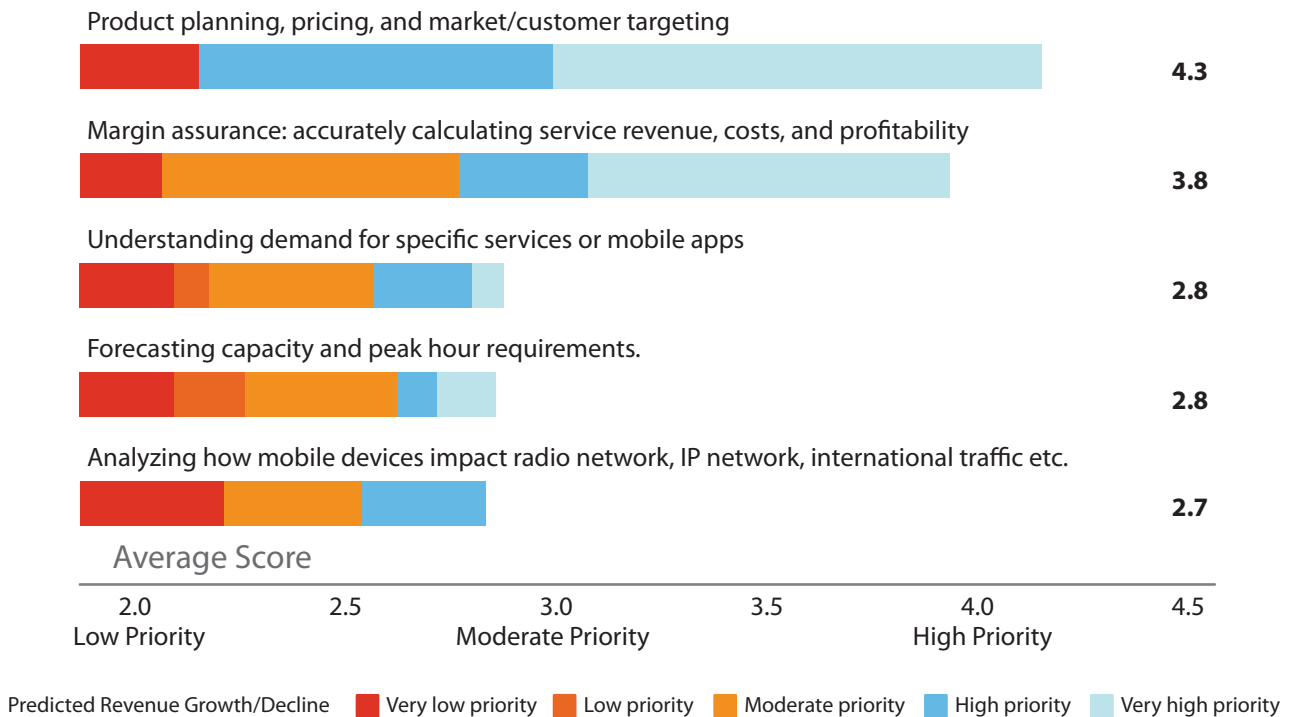 Product planning, pricing, and market/customer targeting
4.3
Margin assurance: accurately calculating service revenue, costs, and profitability
3.8
Understanding demand for specific services or mobile apps
2.8
Forecasting capacity and peak hour requirements.
2.8
Analyzing how mobile devices impact radio network, IP network, international traffic etc.
2.7
Average Score
2.0 2.5 3.0 3.5 4.0 4.5
Low Priority Moderate Priority High Priority
Predicted Revenue Growth/Decline Very low priority Low priority Moderate priority High priority Very high priority